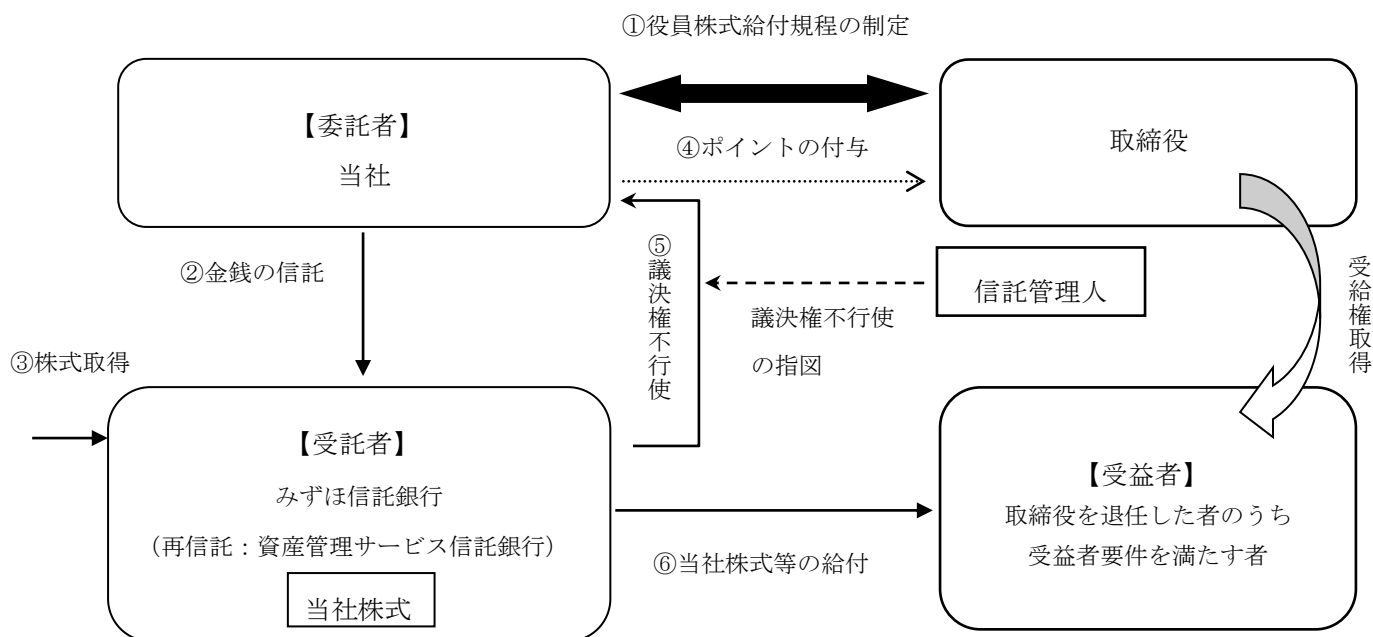 ①役員株式給付規程の制定
【委託者】
当社
④ポイントの付与
取締役
②金銭の信託
⑤議決権不行使
議決権不行使
の指図
信託管理人
受給権取得
③株式取得
【受託者】
みずほ信託銀行
(再信託：資産管理サービス信託銀行)
当社株式
⑥当社株式等の給付
【受益者】
取締役を退任した者のうち
受益者要件を満たす者